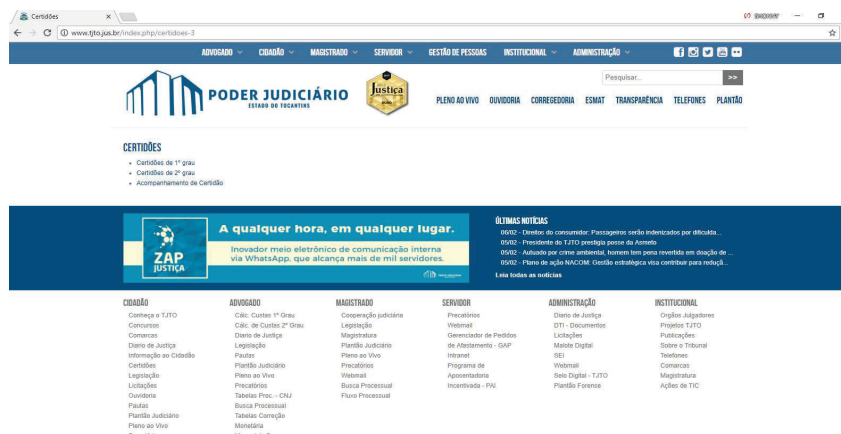 Certidões
www.tjto.jus.br/index.php/certidoes-3
ADVOGADO CIDADÃO MAGISTRADO SERVIDOR GESTÃO DE PESSOAS INSTITUCIONAL ADMINISTRAÇÃO
Pesquisar... >>
PODER JUDICIÁRIO
ESTADO DO TOCANTINS
Justiça
PLENO AO VIVO OUVIDORIA CORREGEDORIA ESMAT TRANSPARÊNCIA TELEFONES PLANTÃO
CERTIDÕES
Certidões de 1º grau
Certidões de 2º grau
Acompanhamento de Certidão
ZAP
JUSTIÇA
A qualquer hora, em qualquer lugar.
Inovador meio eletrônico de comunicação interna
via WhatsApp, que alcança mais de mil servidores.
ÚLTIMAS NOTÍCIAS
06/02 - Direitos do consumidor: Passageiros serão indenizados por dificulda...
05/02 - Presidente do TJTO prestigia posse da Asmeto
05/02 - Autuado por crime ambiental, homem tem pena revertida em doação de ...
05/02 - Plano de ação NACOM: Gestão estratégica visa contribuir para reduçã...
Leia todas as notícias
CIDADÃO
Conheça o TJTO
Concursos
Comarcas
Diário de Justiça
Informação ao Cidadão
Certidões
Legislação
Licitações
Ouvidoria
Pautas
Plantão Judiciário
Pleno ao Vivo
ADVOGADO
Cálc. Custas 1º Grau
Cálc. de Custas 2º Grau
Diario de Justiça
Legislação
Pautas
Plantão Judiciário
Pleno ao Vivo
Precatórios
Tabelas Proc. - CNJ
Busca Processual
Tabelas Correção
Monetária
MAGISTRADO
Cooperação judiciária
Legislação
Magistratura
Plantão Judiciário
Pleno ao Vivo
Precatórios
Webmail
Busca Processual
Fluxo Processual
SERVIDOR
Precatórios
Webmail
Gerenciador de Pedidos
de Afastamento - GAP
Intranet
Programa de
Aposentadoria
Incentivada - PAI
ADMINISTRAÇÃO
Diario de Justiça
DTI - Documentos
Licitações
Malote Digital
SEI
Webmail
Selo Digital - TJTO
Plantão Forense
INSTITUCIONAL
Orgãos Julgadores
Projetos TJTO
Publicações
Sobre o Tribunal
Telefones
Comarcas
Magistratura
Ações de TIC